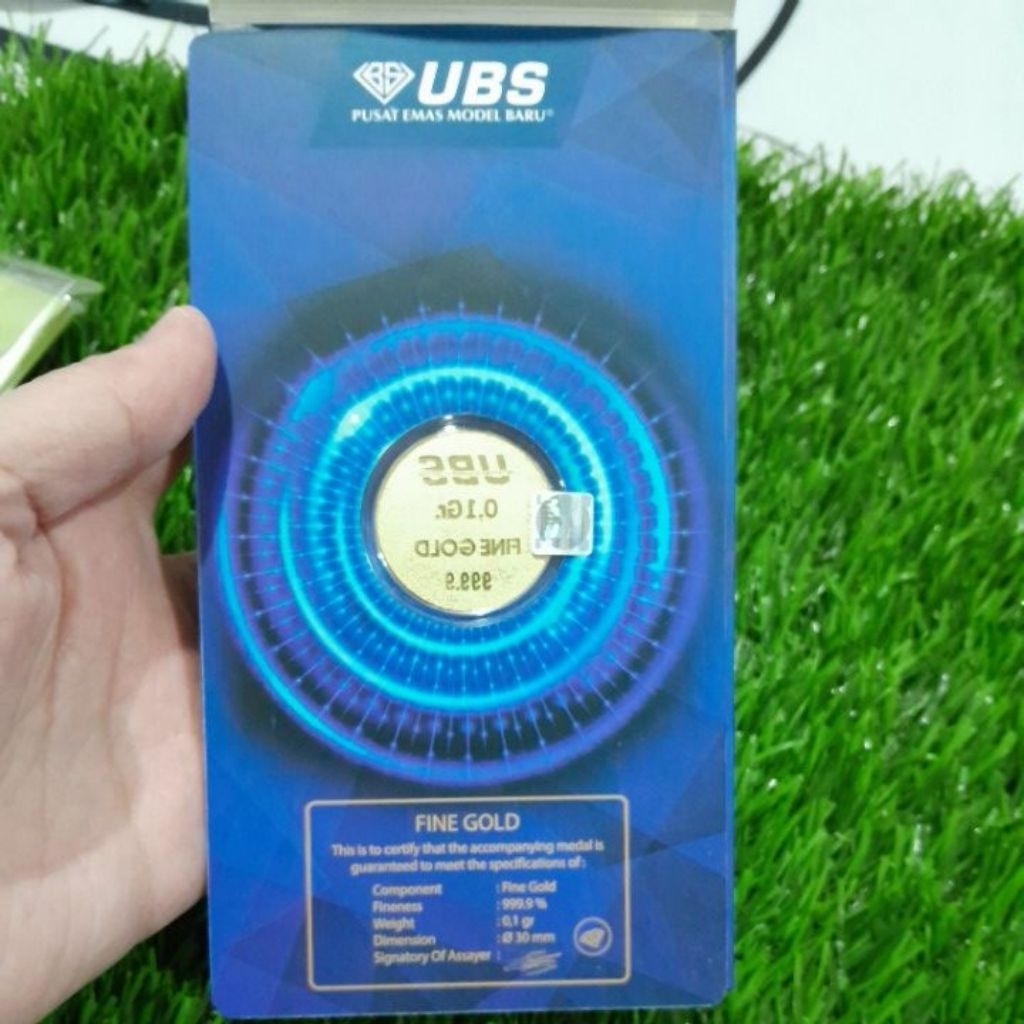 BS UBS
PUSAT EMAS MODEL BARU®
UBS
0.1Gr.
FINE GOLD
999.9
FINE GOLD
This is to certify that the accompanying medal is
guaranteed to meet the specifications of :
Component : Fine Gold
Fineness : 999.9 %
Weight : 0,1 gr
Dimension : Ø 30 mm
Signatory Of Assayer :